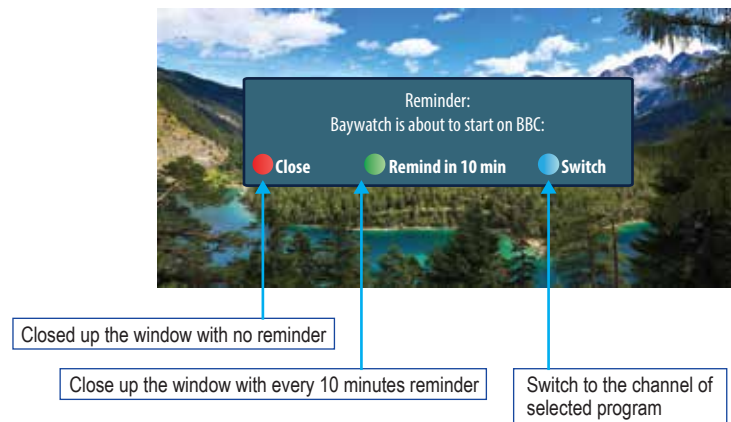 Reminder:
Baywatch is about to start on BBC:
Close Remind in 10 min Switch
Closed up the window with no reminder
Close up the window with every 10 minutes reminder
Switch to the channel of
selected program